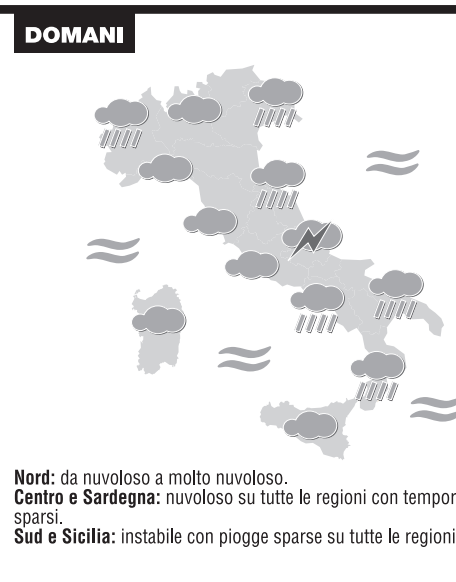 DOMANI
Nord: da nuvoloso a molto nuvoloso.
Centro e Sardegna: nuvoloso su tutte le regioni con tempor
sparsi.
Sud e Sicilia: instabile con piogge sparse su tutte le regioni